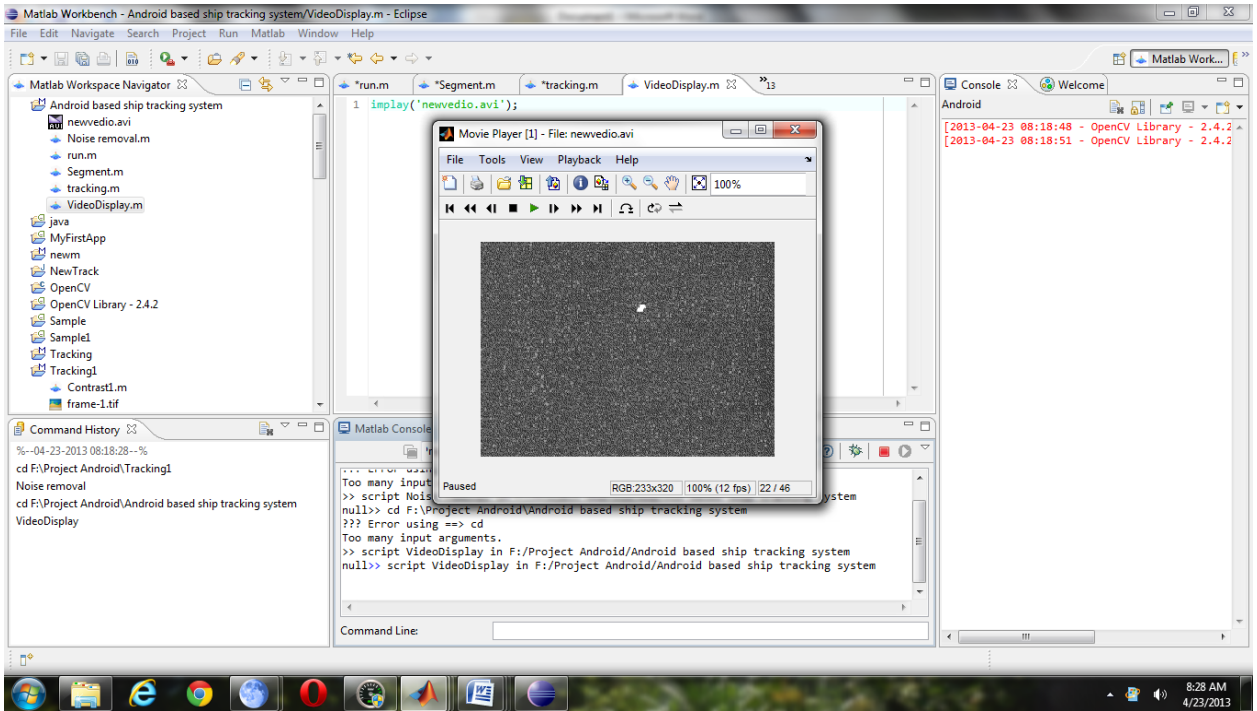 Matlab Workbench - Android based ship tracking system/VideoDisplay.m - Eclipse
File Edit Navigate Search Project Run Matlab Window Help
Matlab Work...
Matlab Workspace Navigator
Android based ship tracking system
newvedio.avi
Noise removal.m
run.m
Segment.m
tracking.m
VideoDisplay.m
java
MyFirstApp
newm
NewTrack
OpenCV
OpenCV Library - 2.4.2
Sample
Sample1
Tracking
Tracking1
Contrast1.m
frame-1.tif
*run.m *Segment.m *tracking.m VideoDisplay.m »13
1 implay('newvedio.avi');
Movie Player [1] - File: newvedio.avi
File Tools View Playback Help
100%
Paused RGB:233x320 100% (12 fps) 22 / 46
Console Welcome
Android
[2013-04-23 08:18:48 - OpenCV Library - 2.4.2
[2013-04-23 08:18:51 - OpenCV Library - 2.4.2
Command History
%--04-23-2013 08:18:28--%
cd F:\Project Android\Tracking1
Noise removal
cd F:\Project Android\Android based ship tracking system
VideoDisplay
Matlab Console
Too many input
>> script Nois ystem
null>> cd F:\Project Android\Android based ship tracking system
??? Error using ==> cd
Too many input arguments.
>> script VideoDisplay in F:/Project Android/Android based ship tracking system
null>> script VideoDisplay in F:/Project Android/Android based ship tracking system
Command Line:
8:28 AM
4/23/2013